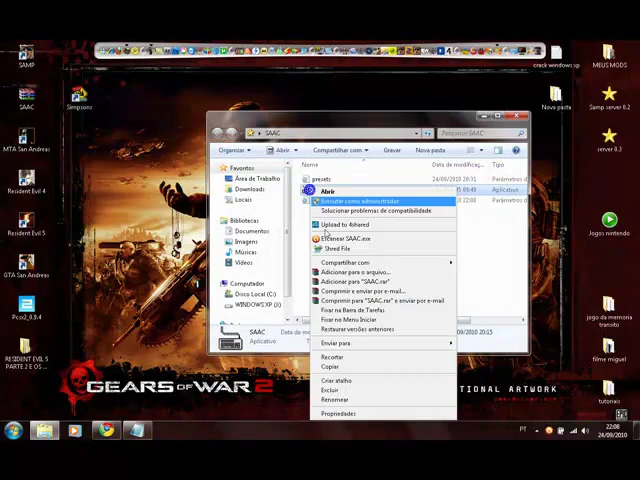 SAMP
SAAC
Simpsons
MTA San Andreas
Resident Evil 4
Resident Evil 5
GTA San Andreas
Pcsx2_0.9.4
RESIDENT EVIL 5
PARTE 2 E OS ...
crack windows xp
MEUS MODS
Nova pasta
Samp server 0.2
server 0.3
Jogos nintendo
jogo da memoria
transito
filme miguel
tutoriais
SAAC
Pesquisar SAAC
Organizar
Abrir
Compartilhar com
Gravar
Nova pasta
Favoritos
Área de Trabalho
Downloads
Locais
Bibliotecas
Documentos
Imagens
Músicas
Vídeos
Computador
Disco Local (C:)
WINDOWS XP (I:)
Nome
Data de modificaç...
Tipo
presets
24/09/2010 20:31
Pasta de arquivos
Aplicativo
Abrir
Executar como administrador
Solucionar problemas de compatibilidade
Upload to 4shared
Escanear SAAC.exe
Shred File
Compartilhar com
Adicionar para o arquivo...
Adicionar para "SAAC.rar"
Comprimir e enviar por e-mail...
Comprimir para "SAAC.rar" e enviar por e-mail
Fixar na Barra de Tarefas
Fixar no Menu Iniciar
Restaurar versões anteriores
Enviar para
Recortar
Copiar
Criar atalho
Excluir
Renomear
Propriedades
SAAC
Data de mo
Aplicativo
2010 20:15
GEARS OF WAR 2
TIONAL ARTWORK
PT
22:08
24/09/2010